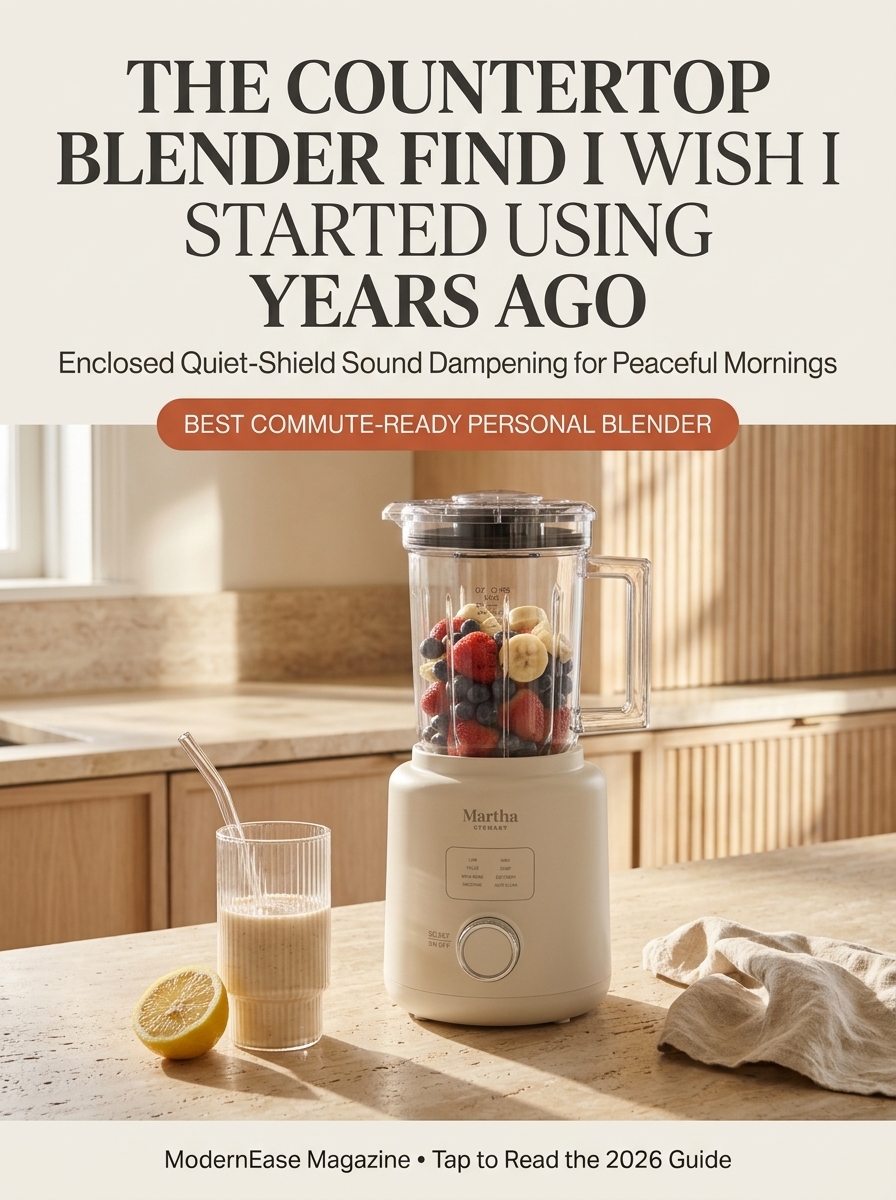 THE COUNTERTOP
BLENDER FIND I WISH I
STARTED USING
YEARS AGO
Enclosed Quiet-Shield Sound Dampening for Peaceful Mornings
BEST COMMUTE-READY PERSONAL BLENDER
Martha
ModernEase Magazine • Tap to Read the 2026 Guide